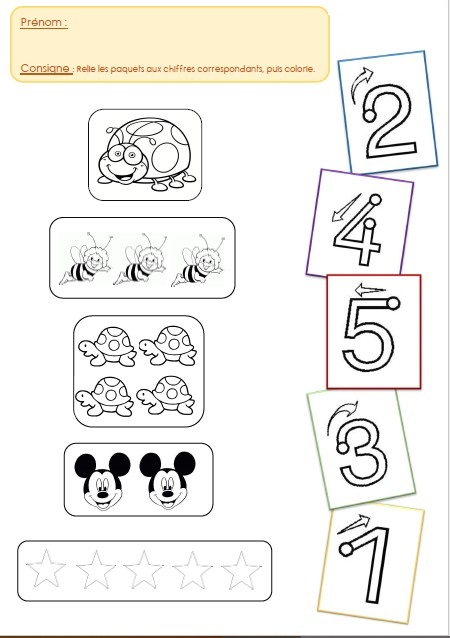 Prénom :
Consigne : Relie les paquets aux chiffres correspondants, puis colorie.
2
4
5
3
1